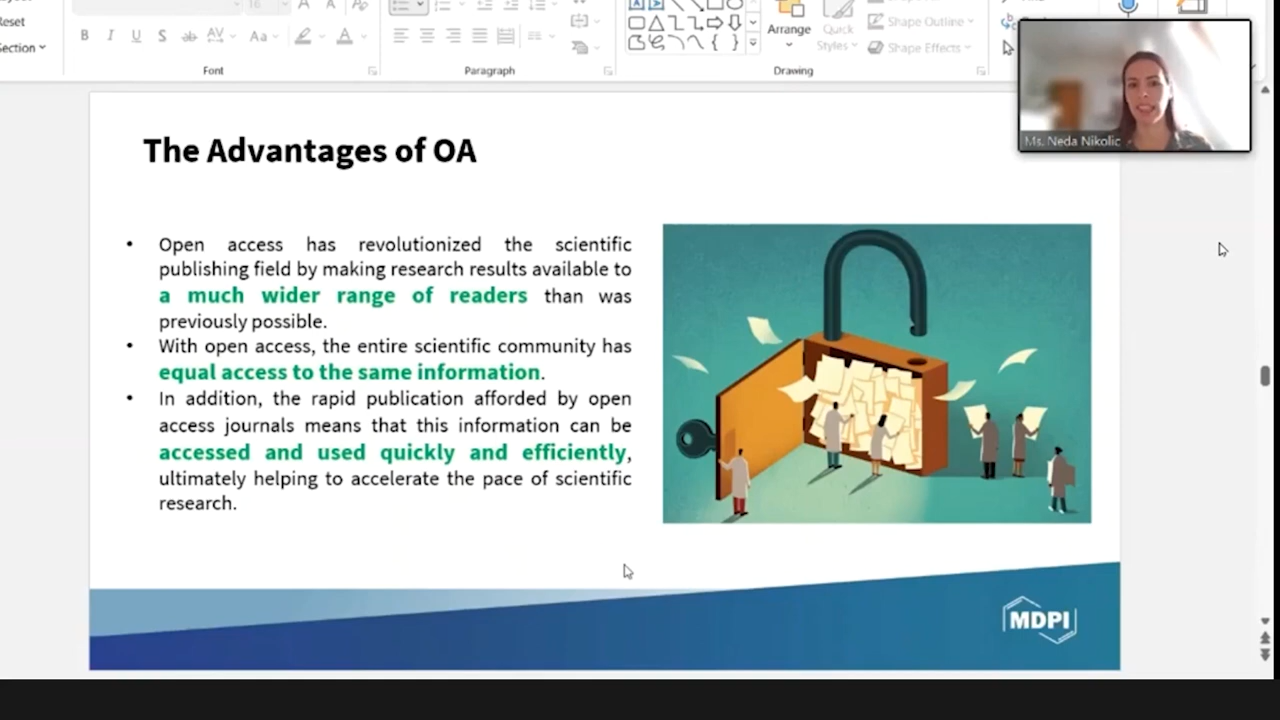 Reset
Section
16
A A
B I U S ab AV Aa A
Font
Paragraph
Arrange
Quick
Styles
Shape Outline
Shape Effects
Drawing
Ms. Neda Nikolic
The Advantages of OA
• Open access has revolutionized the scientific
publishing field by making research results available to
a much wider range of readers than was
previously possible.
• With open access, the entire scientific community has
equal access to the same information.
• In addition, the rapid publication afforded by open
access journals means that this information can be
accessed and used quickly and efficiently,
ultimately helping to accelerate the pace of scientific
research.
MDPI